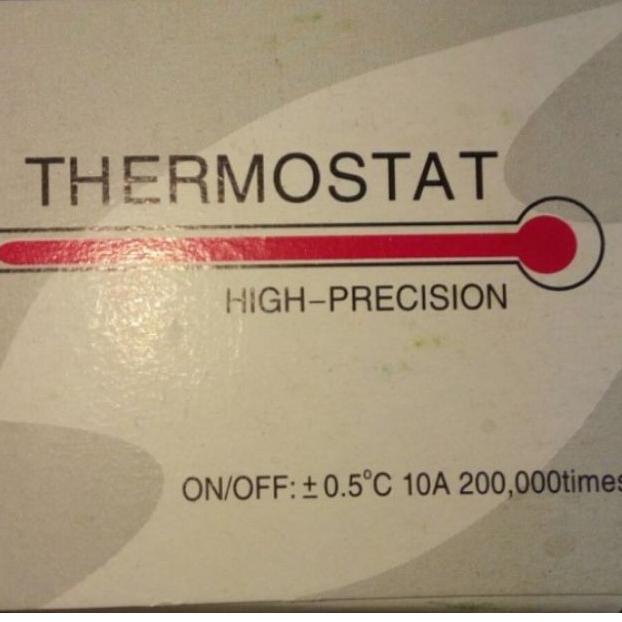 THERMOSTAT
HIGH-PRECISION
ON/OFF: ± 0.5°C 10A 200,000times